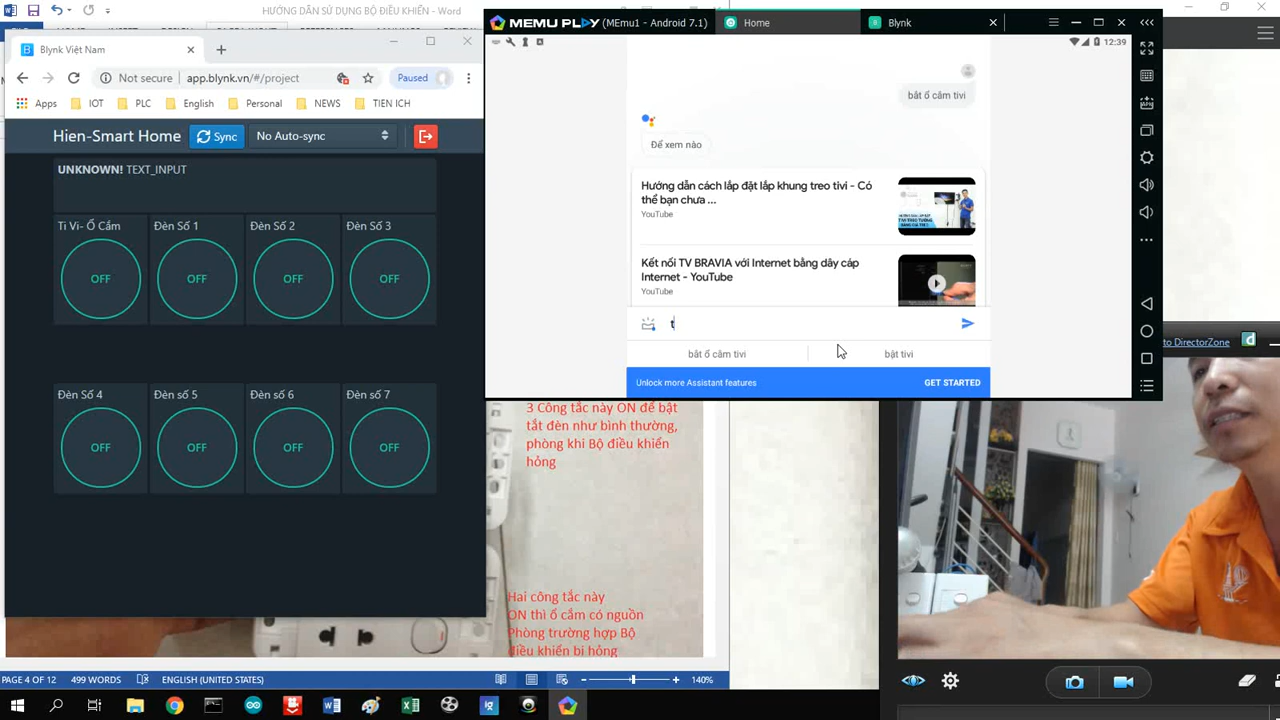 HƯỚNG DẪN SỬ DỤNG BỘ ĐIỀU KHIỂN - Word
Blynk Việt Nam
Not secure
app.blynk.vn/#/project
Paused
Apps
IOT
PLC
English
Personal
NEWS
TIEN ICH
Hien-Smart Home
Sync
No Auto-sync
UNKNOWN! TEXT_INPUT
Ti Vi- Ổ Cắm
Đèn Số 1
Đèn Số 2
Đèn Số 3
OFF
OFF
OFF
OFF
Đèn Số 4
Đèn số 5
Đèn số 6
Đèn số 7
OFF
OFF
OFF
OFF
MEMU PLAY (MEmu1 - Android 7.1)
Home
Blynk
12:39
bât ổ câm tivi
Để xem nào
Hướng dẫn cách lắp đặt lắp khung treo tivi - Có
thể bạn chưa ...
YouTube
Kết nối TV BRAVIA với Internet bằng dây cáp
Internet - YouTube
YouTube
t
bât ổ câm tivi
bật tivi
Unlock more Assistant features
GET STARTED
to DirectorZone
3 Công tắc này ON để bật
tắt đèn như bình thường,
phòng khi Bộ điều khiển
hỏng
Hai công tắc này
ON thì ổ cắm có nguồn
Phòng trường hợp Bộ
điều khiển bị hỏng
PAGE 4 OF 12
499 WORDS
ENGLISH (UNITED STATES)
140%